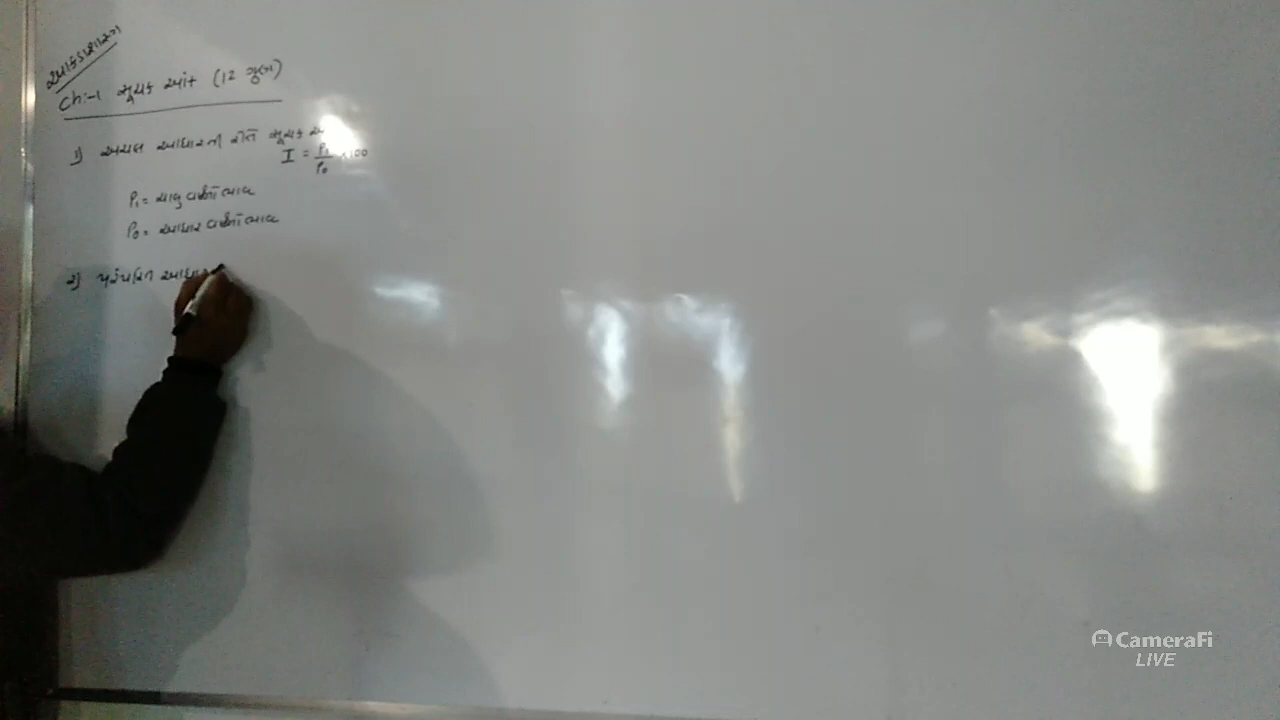 આંકડાશાસ્ત્ર
Ch:-1 સૂચક આંક (12 ગુણ)
1) અચલ આધારની રીતે સૂચક અ
I = P₁/P₀ ×100
P₁ = ચાલુ વર્ષનો ભાવ
P₀ = આધાર વર્ષનો ભાવ
2) પરંપરિત આધાર
CameraFi
LIVE